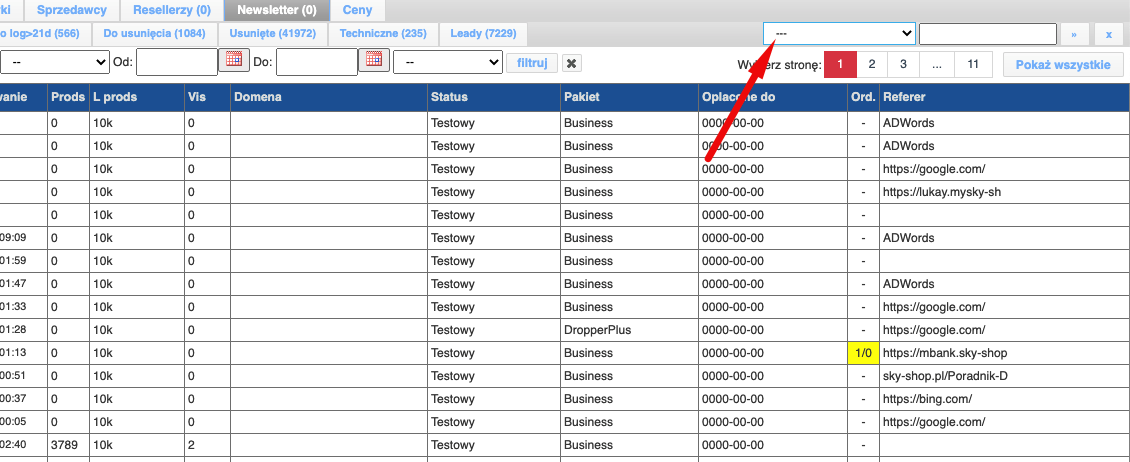 ki Sprzedawcy Resellerzy (0) Newsletter (0) Ceny
o log>21d (566) Do usunięcia (1084) Usunięte (41972) Techniczne (235) Leady (7229) --- » x
-- Od: Do: -- filtruj Wybierz stronę: 1 2 3 ... 11 Pokaż wszystkie
wanie Prods L prods Vis Domena Status Pakiet Opłacone do Ord. Referer
0 10k 0 Testowy Business 0000-00-00 - ADWords
0 10k 0 Testowy Business 0000-00-00 - ADWords
0 10k 0 Testowy Business 0000-00-00 - https://google.com/
0 10k 0 Testowy Business 0000-00-00 - https://lukay.mysky-sh
0 10k 0 Testowy Business 0000-00-00 -
09:09 0 10k 0 Testowy Business 0000-00-00 - ADWords
01:59 0 10k 0 Testowy Business 0000-00-00 -
01:47 0 10k 0 Testowy Business 0000-00-00 - ADWords
01:33 0 10k 0 Testowy Business 0000-00-00 - https://google.com/
01:28 0 10k 0 Testowy DropperPlus 0000-00-00 - https://google.com/
01:13 0 10k 0 Testowy Business 0000-00-00 1/0 https://mbank.sky-shop
00:51 0 10k 0 Testowy Business 0000-00-00 - sky-shop.pl/Poradnik-D
00:37 0 10k 0 Testowy Business 0000-00-00 - https://bing.com/
00:05 0 10k 0 Testowy Business 0000-00-00 - https://google.com/
02:40 3789 10k 2 Testowy Business 0000-00-00 -